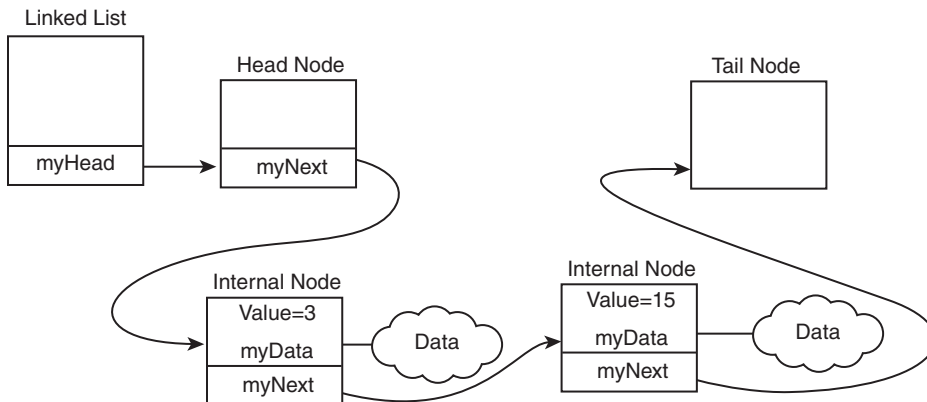 Linked List
myHead
Head Node
myNext
Tail Node
Internal Node
Value=3
myData
myNext
Data
Internal Node
Value=15
myData
myNext
Data